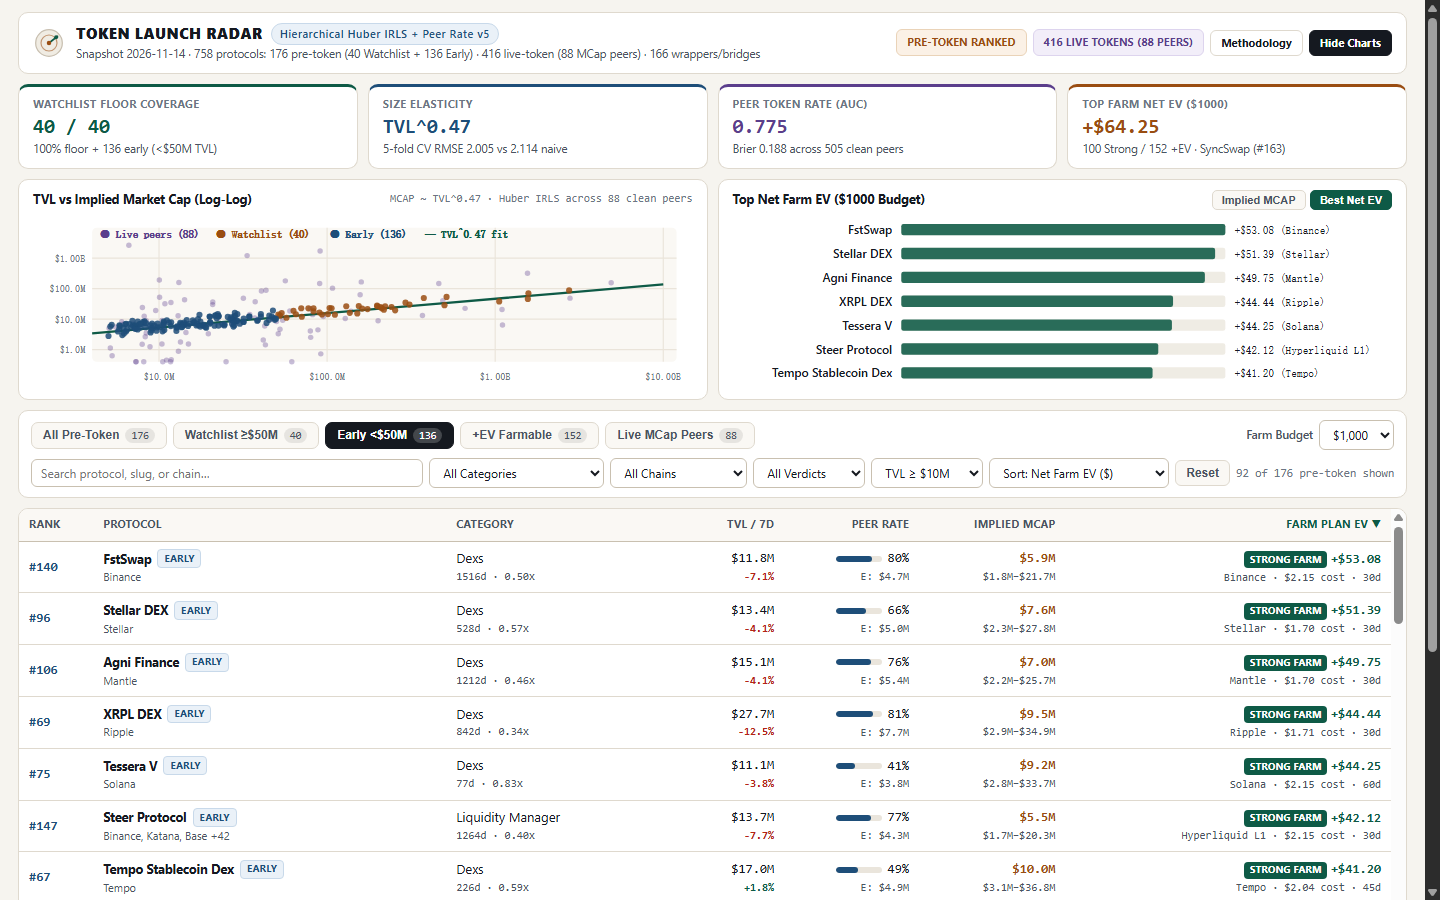 TOKEN LAUNCH RADAR Hierarchical Huber IRLS + Peer Rate v5
Snapshot 2026-11-14 · 758 protocols: 176 pre-token (40 Watchlist + 136 Early) · 416 live-token (88 MCap peers) · 166 wrappers/bridges
PRE-TOKEN RANKED
416 LIVE TOKENS (88 PEERS)
Methodology
Hide Charts
WATCHLIST FLOOR COVERAGE
40 / 40
100% floor + 136 early (<$50M TVL)
SIZE ELASTICITY
TVL^0.47
5-fold CV RMSE 2.005 vs 2.114 naive
PEER TOKEN RATE (AUC)
0.775
Brier 0.188 across 505 clean peers
TOP FARM NET EV ($1000)
+$64.25
100 Strong / 152 +EV · SyncSwap (#163)
TVL vs Implied Market Cap (Log-Log)
MCAP ~ TVL^0.47 · Huber IRLS across 88 clean peers
Live peers (88) Watchlist (40) Early (136) — TVL^0.47 fit
$1.00B
$100.0M
$10.0M
$1.0M
$10.0M $100.0M $1.00B $10.00B
Top Net Farm EV ($1000 Budget)
Implied MCAP
Best Net EV
FstSwap +$53.08 (Binance)
Stellar DEX +$51.39 (Stellar)
Agni Finance +$49.75 (Mantle)
XRPL DEX +$44.44 (Ripple)
Tessera V +$44.25 (Solana)
Steer Protocol +$42.12 (Hyperliquid L1)
Tempo Stablecoin Dex +$41.20 (Tempo)
All Pre-Token 176
Watchlist ≥$50M 40
Early <$50M 136
+EV Farmable 152
Live MCap Peers 88
Farm Budget $1,000
Search protocol, slug, or chain...
All Categories
All Chains
All Verdicts
TVL ≥ $10M
Sort: Net Farm EV ($)
Reset
92 of 176 pre-token shown
RANK PROTOCOL CATEGORY TVL / 7D PEER RATE IMPLIED MCAP FARM PLAN EV ▼
#140 FstSwap EARLY Dexs $11.8M 80% $5.9M STRONG FARM +$53.08
Binance 1516d · 0.50x -7.1% E: $4.7M $1.8M–$21.7M Binance · $2.15 cost · 30d
#96 Stellar DEX EARLY Dexs $13.4M 66% $7.6M STRONG FARM +$51.39
Stellar 528d · 0.57x -4.1% E: $5.0M $2.3M–$27.8M Stellar · $1.70 cost · 30d
#106 Agni Finance EARLY Dexs $15.1M 76% $7.0M STRONG FARM +$49.75
Mantle 1212d · 0.46x -4.1% E: $5.4M $2.2M–$25.7M Mantle · $1.70 cost · 30d
#69 XRPL DEX EARLY Dexs $27.7M 81% $9.5M STRONG FARM +$44.44
Ripple 842d · 0.34x -12.5% E: $7.7M $2.9M–$34.9M Ripple · $1.71 cost · 30d
#75 Tessera V EARLY Dexs $11.1M 41% $9.2M STRONG FARM +$44.25
Solana 77d · 0.83x -3.8% E: $3.8M $2.8M–$33.7M Solana · $2.15 cost · 60d
#147 Steer Protocol EARLY Liquidity Manager $13.7M 77% $5.5M STRONG FARM +$42.12
Binance, Katana, Base +42 1264d · 0.40x -7.7% E: $4.3M $1.7M–$20.3M Hyperliquid L1 · $2.15 cost · 30d
#67 Tempo Stablecoin Dex EARLY Dexs $17.0M 49% $10.0M STRONG FARM +$41.20
Tempo 226d · 0.59x +1.8% E: $4.9M $3.1M–$36.8M Tempo · $2.04 cost · 45d